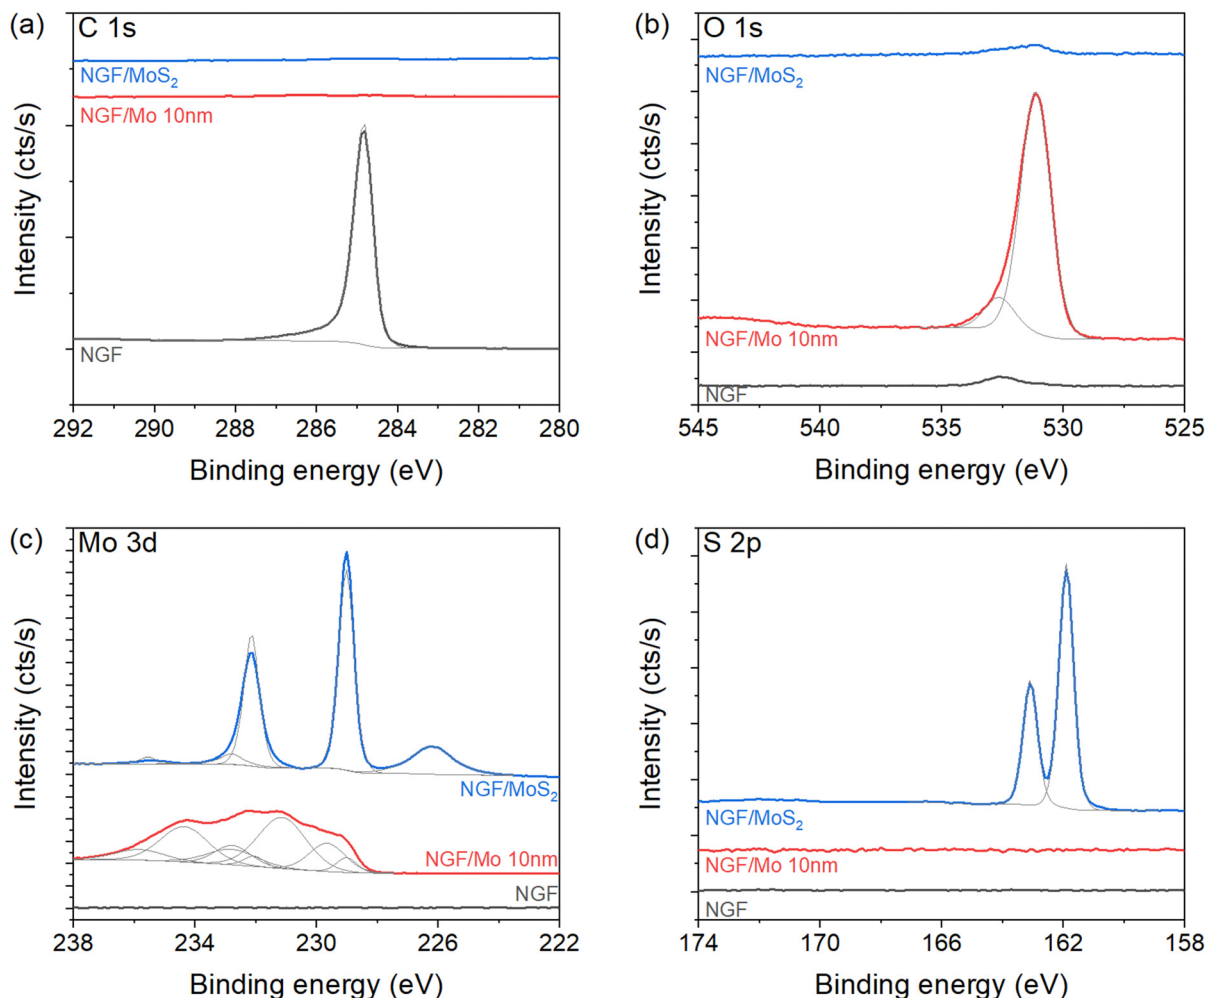 (a)
C 1s
NGF/MoS₂
NGF/Mo 10nm
NGF
Intensity (cts/s)
292 290 288 286 284 282 280
Binding energy (eV)
(b)
O 1s
NGF/MoS₂
NGF/Mo 10nm
NGF
Intensity (cts/s)
545 540 535 530 525
Binding energy (eV)
(c)
Mo 3d
NGF/MoS₂
NGF/Mo 10nm
NGF
Intensity (cts/s)
238 234 230 226 222
Binding energy (eV)
(d)
S 2p
NGF/MoS₂
NGF/Mo 10nm
NGF
Intensity (cts/s)
174 170 166 162 158
Binding energy (eV)